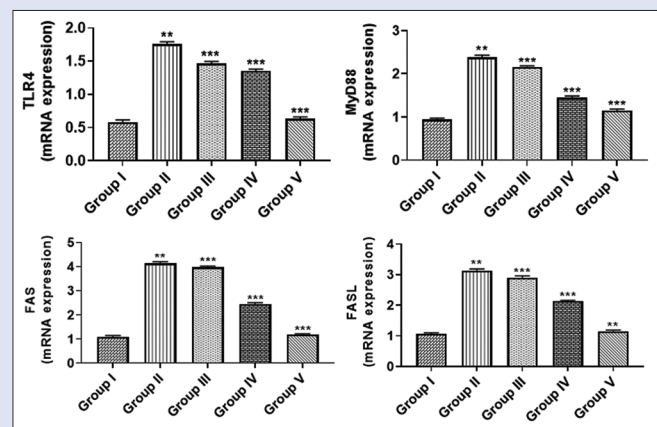 TLR4
(mRNA expression)
2.0
1.5
1.0
0.5
0.0
**
***
***
***
Group I
Group II
Group III
Group IV
Group V
MyD88
(mRNA expression)
3
2
1
0
**
***
***
***
Group I
Group II
Group III
Group IV
Group V
FAS
(mRNA expression)
5
4
3
2
1
0
**
***
***
***
Group I
Group II
Group III
Group IV
Group V
FASL
(mRNA expression)
4
3
2
1
0
**
***
***
**
Group I
Group II
Group III
Group IV
Group V